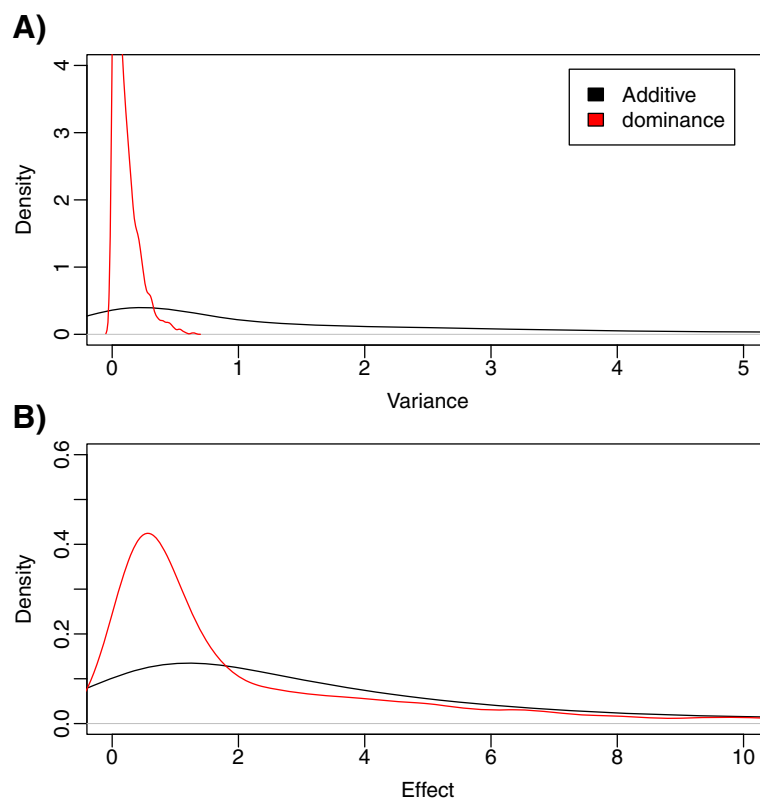 A)
4
3
2
1
0
Density
Additive
dominance
0 1 2 3 4 5
Variance
B)
0.6
0.4
0.2
0.0
Density
0 2 4 6 8 10
Effect